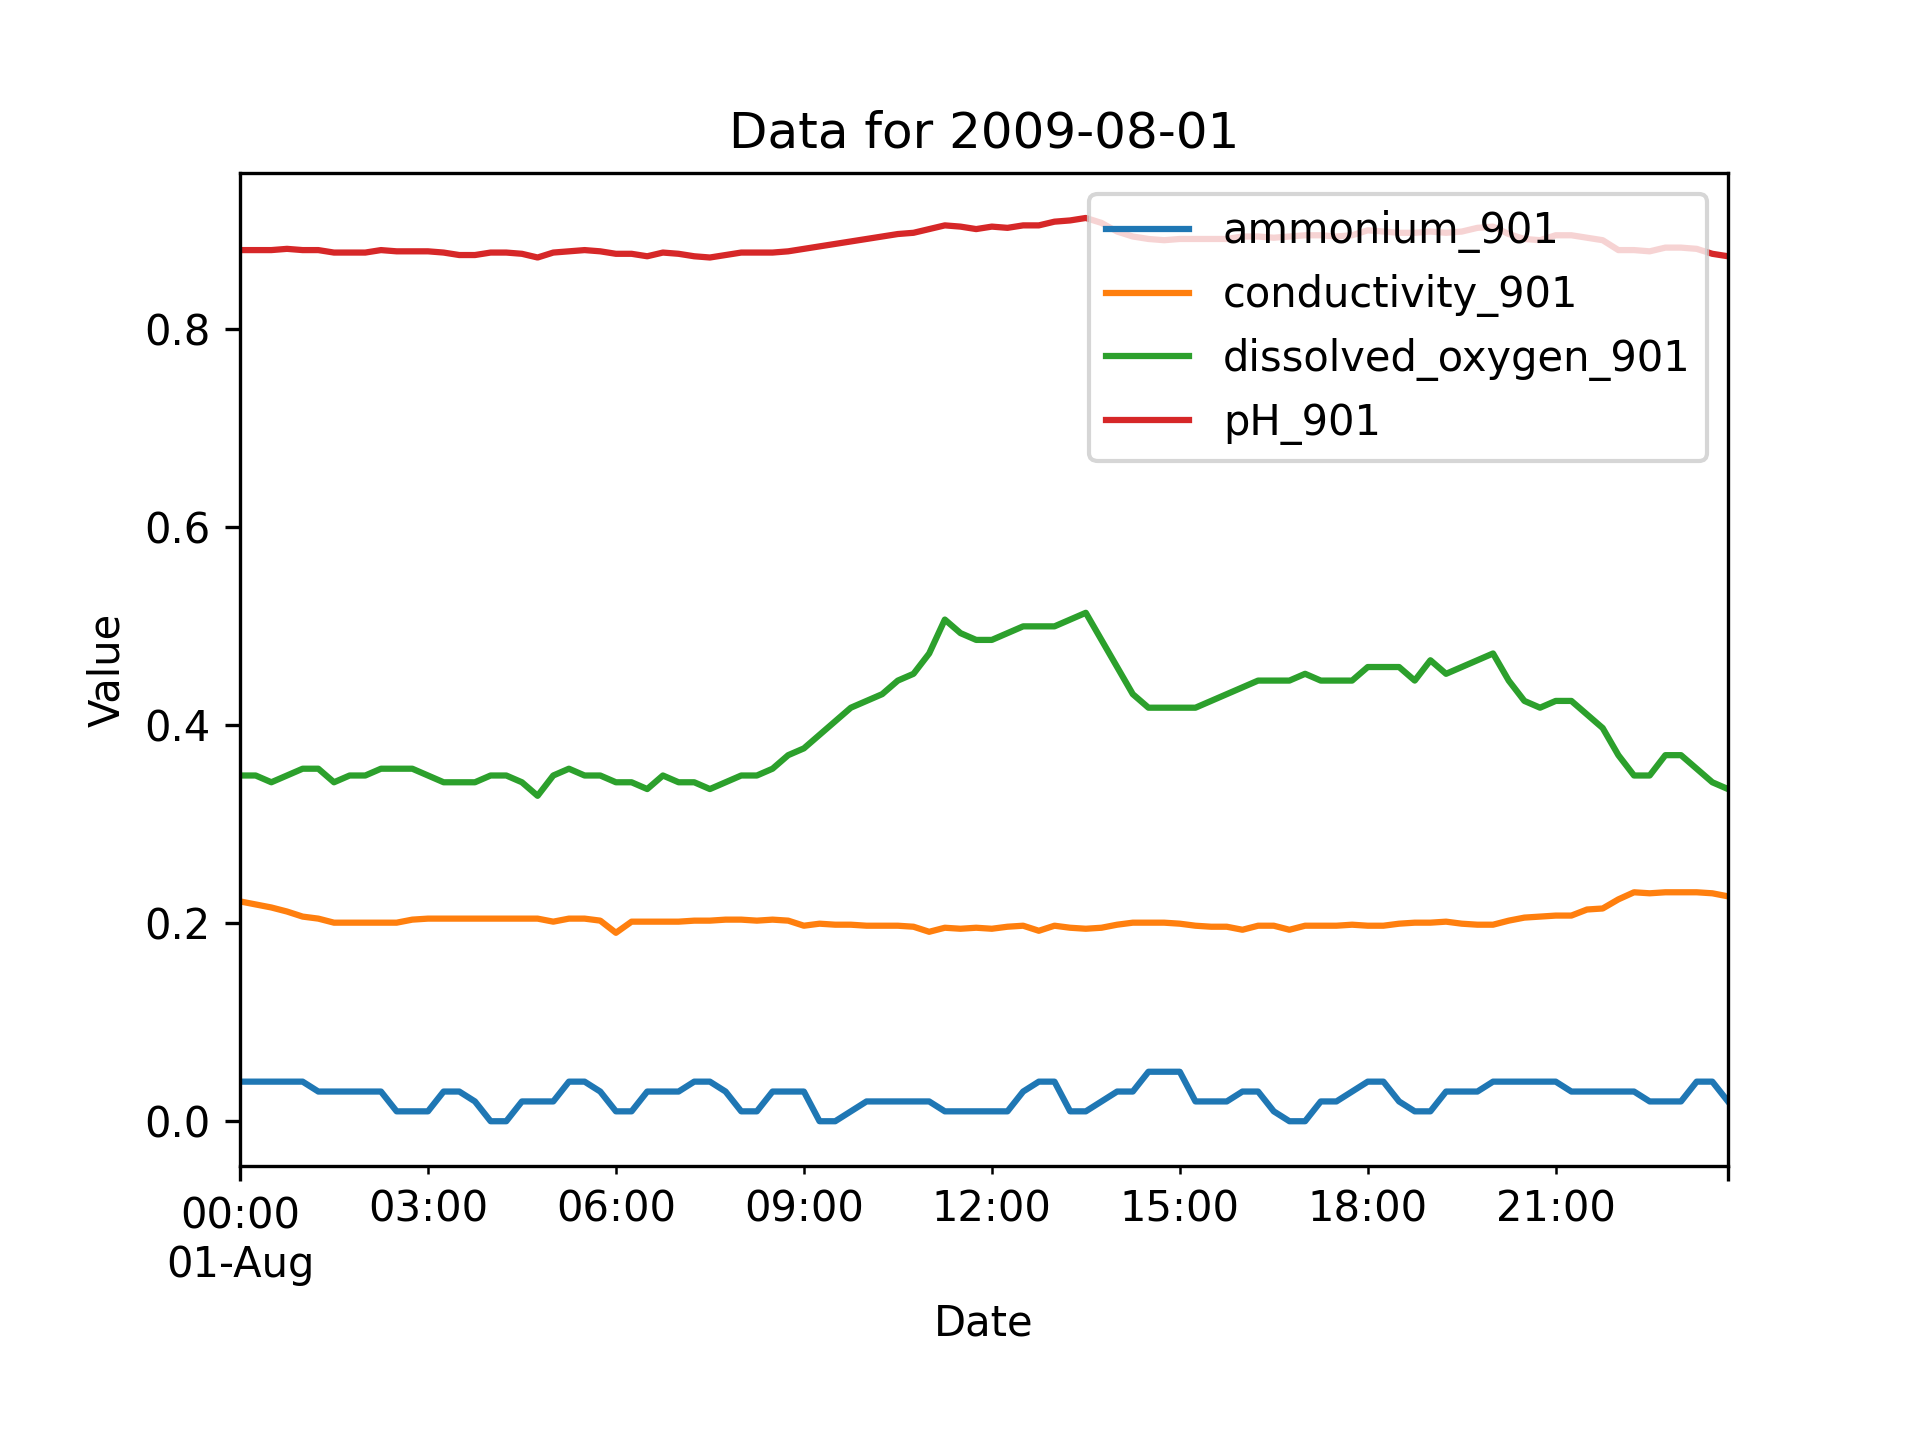 Data for 2009-08-01
ammonium_901
conductivity_901
dissolved_oxygen_901
pH_901
0.8
0.6
0.4
0.2
0.0
Value
00:00 03:00 06:00 09:00 12:00 15:00 18:00 21:00
01-Aug
Date